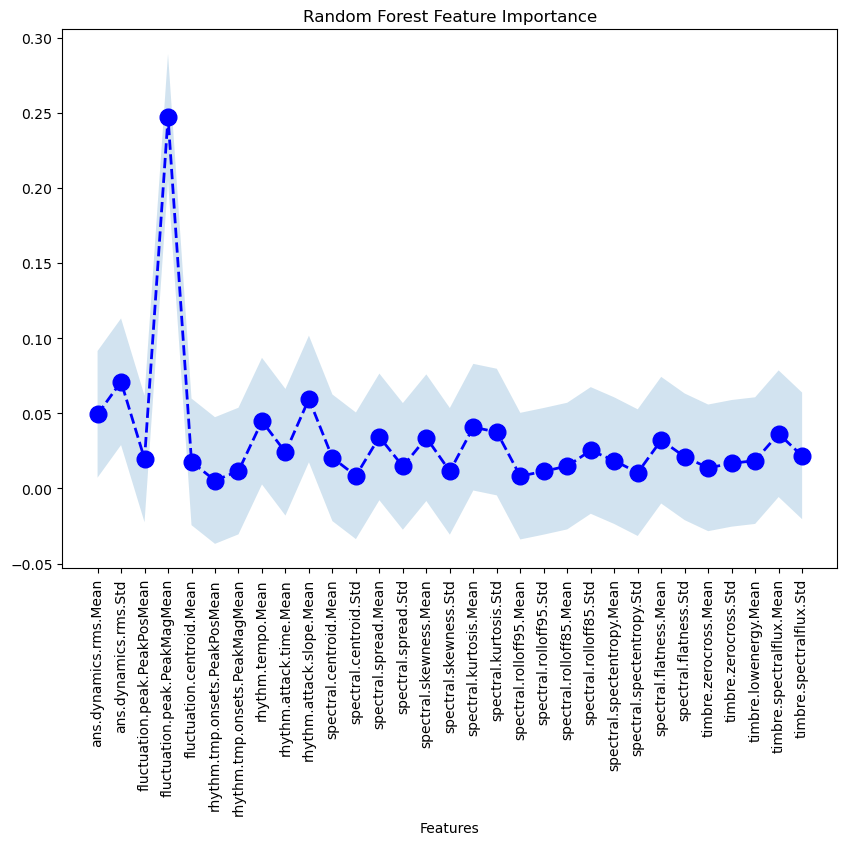 Random Forest Feature Importance
0.30
0.25
0.20
0.15
0.10
0.05
0.00
−0.05
ans.dynamics.rms.Mean
ans.dynamics.rms.Std
fluctuation.peak.PeakPosMean
fluctuation.peak.PeakMagMean
fluctuation.centroid.Mean
rhythm.tmp.onsets.PeakPosMean
rhythm.tmp.onsets.PeakMagMean
rhythm.tempo.Mean
rhythm.attack.time.Mean
rhythm.attack.slope.Mean
spectral.centroid.Mean
spectral.centroid.Std
spectral.spread.Mean
spectral.spread.Std
spectral.skewness.Mean
spectral.skewness.Std
spectral.kurtosis.Mean
spectral.kurtosis.Std
spectral.rolloff95.Mean
spectral.rolloff95.Std
spectral.rolloff85.Mean
spectral.rolloff85.Std
spectral.spectentropy.Mean
spectral.spectentropy.Std
spectral.flatness.Mean
spectral.flatness.Std
timbre.zerocross.Mean
timbre.zerocross.Std
timbre.lowenergy.Mean
timbre.spectralflux.Mean
timbre.spectralflux.Std
Features